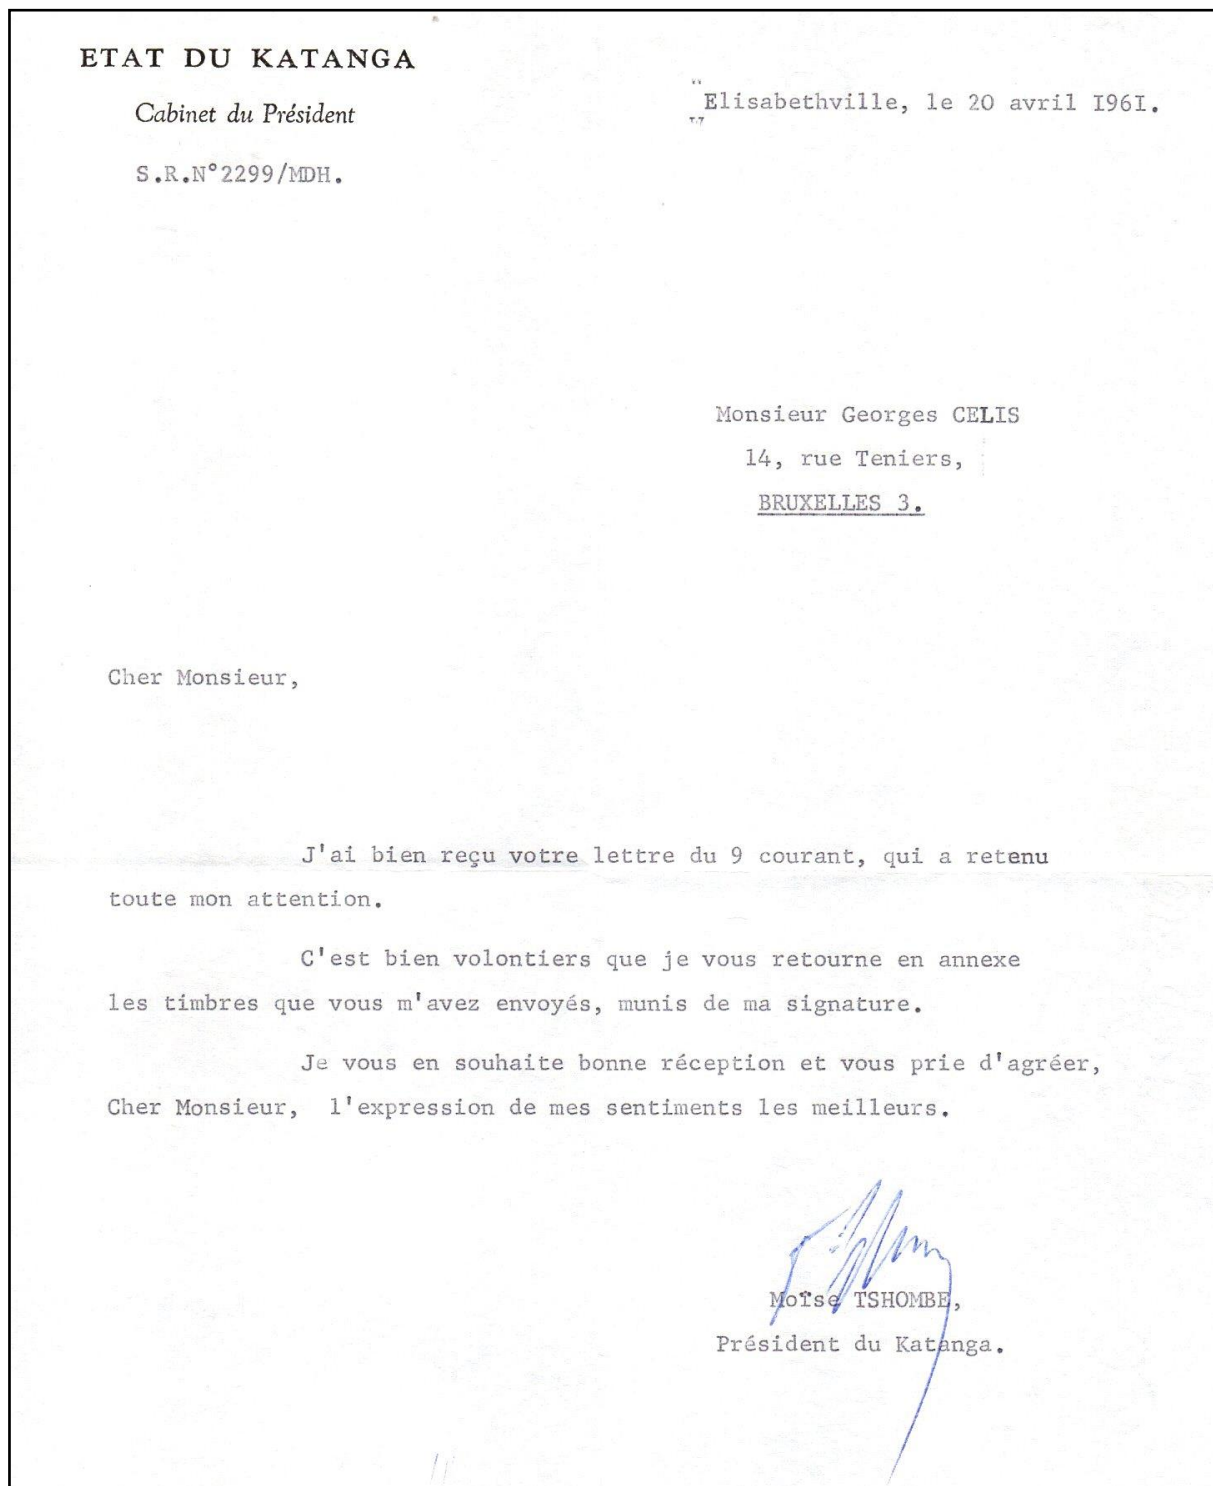 ETAT DU KATANGA
Cabinet du Président
S.R.N°2299/MDH.
Elisabethville, le 20 avril I96I.
Monsieur Georges CELIS
14, rue Teniers,
BRUXELLES 3.
Cher Monsieur,
J'ai bien reçu votre lettre du 9 courant, qui a retenu
toute mon attention.
C'est bien volontiers que je vous retourne en annexe
les timbres que vous m'avez envoyés, munis de ma signature.
Je vous en souhaite bonne réception et vous prie d'agréer,
Cher Monsieur, l'expression de mes sentiments les meilleurs.
Moïse TSHOMBE,
Président du Katanga.